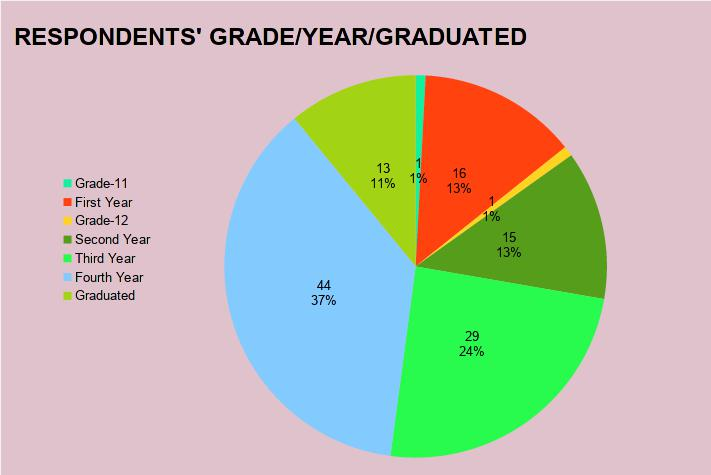 RESPONDENTS' GRADE/YEAR/GRADUATED
Grade-11
First Year
Grade-12
Second Year
Third Year
Fourth Year
Graduated
1
1%
16
13%
1
1%
15
13%
29
24%
44
37%
13
11%